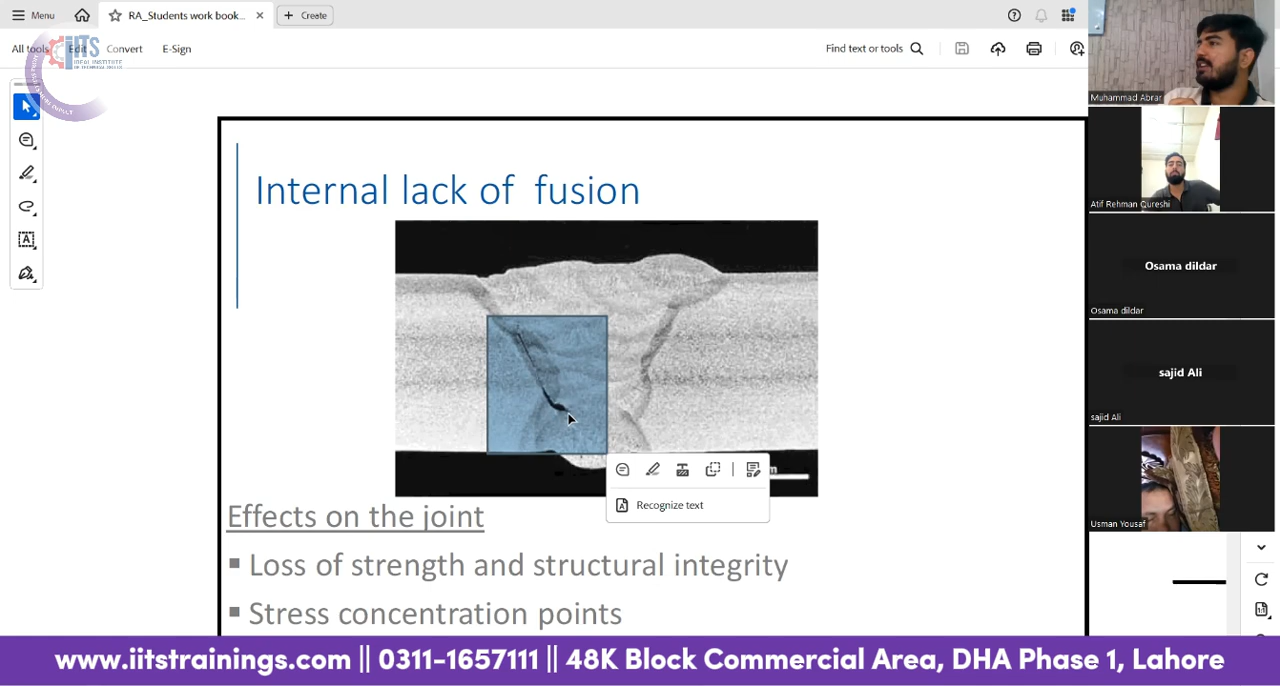 Menu
RA_Students work book...
Create
All tools
Edit
Convert
E-Sign
Find text or tools
IITS
IDEAL INSTITUTE
Muhammad Abrar
Atif Rehman Qureshi
Osama dildar
Osama dildar
sajid Ali
sajid Ali
Usman Yousaf
Internal lack of fusion
Recognize text
Effects on the joint
▪ Loss of strength and structural integrity
▪ Stress concentration points
www.iitstrainings.com || 0311-1657111 || 48K Block Commercial Area, DHA Phase 1, Lahore